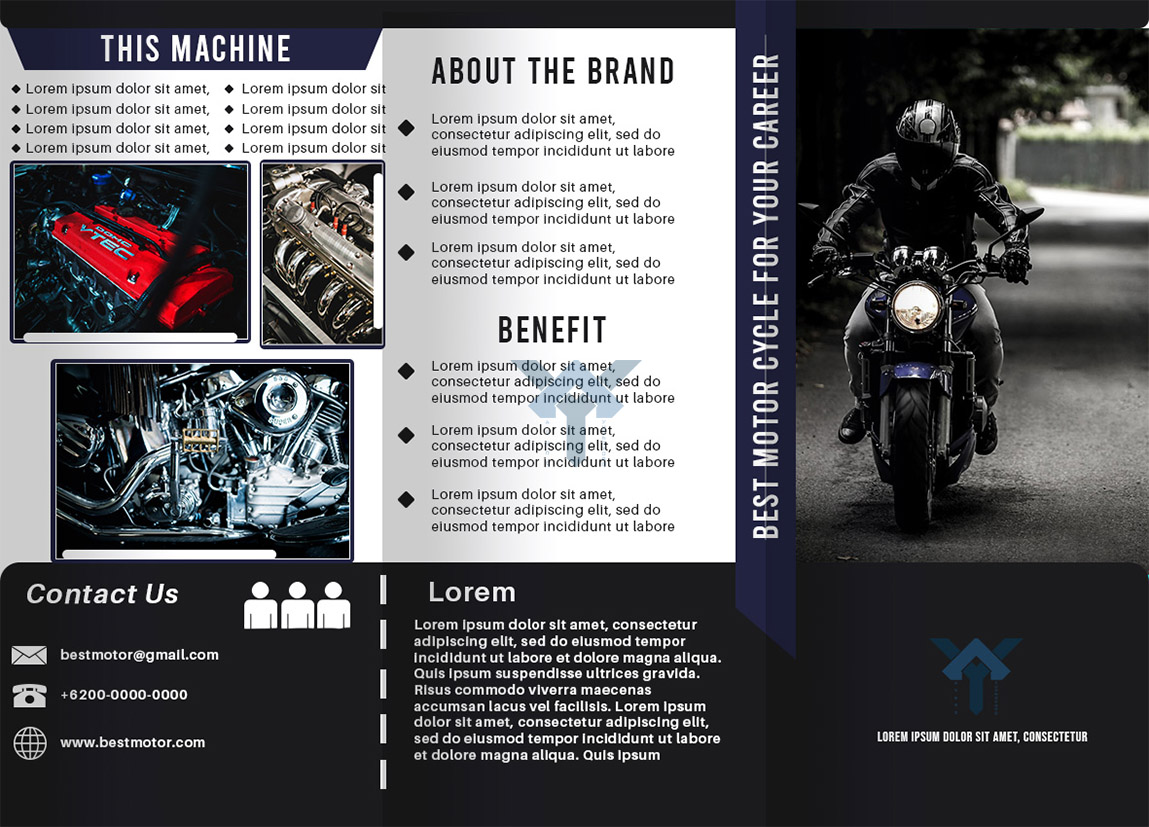 THIS MACHINE
Lorem ipsum dolor sit amet,
Lorem ipsum dolor sit amet,
Lorem ipsum dolor sit amet,
Lorem ipsum dolor sit amet,
Lorem ipsum dolor sit
Lorem ipsum dolor sit
Lorem ipsum dolor sit
Lorem ipsum dolor sit
DOHC
VTEC
Contact Us
bestmotor@gmail.com
+6200-0000-0000
www.bestmotor.com
ABOUT THE BRAND
Lorem ipsum dolor sit amet,
consectetur adipiscing elit, sed do
eiusmod tempor incididunt ut labore
Lorem ipsum dolor sit amet,
consectetur adipiscing elit, sed do
eiusmod tempor incididunt ut labore
Lorem ipsum dolor sit amet,
consectetur adipiscing elit, sed do
eiusmod tempor incididunt ut labore
BENEFIT
Lorem ipsum dolor sit amet,
consectetur adipiscing elit, sed do
eiusmod tempor incididunt ut labore
Lorem ipsum dolor sit amet,
consectetur adipiscing elit, sed do
eiusmod tempor incididunt ut labore
Lorem ipsum dolor sit amet,
consectetur adipiscing elit, sed do
eiusmod tempor incididunt ut labore
Lorem
Lorem ipsum dolor sit amet, consectetur
adipiscing elit, sed do eiusmod tempor
incididunt ut labore et dolore magna aliqua.
Quis ipsum suspendisse ultrices gravida.
Risus commodo viverra maecenas
accumsan lacus vel facilisis. Lorem ipsum
dolor sit amet, consectetur adipiscing elit,
sed do eiusmod tempor incididunt ut labore
et dolore magna aliqua. Quis ipsum
BEST MOTOR CYCLE FOR YOUR CAREER
LOREM IPSUM DOLOR SIT AMET, CONSECTETUR